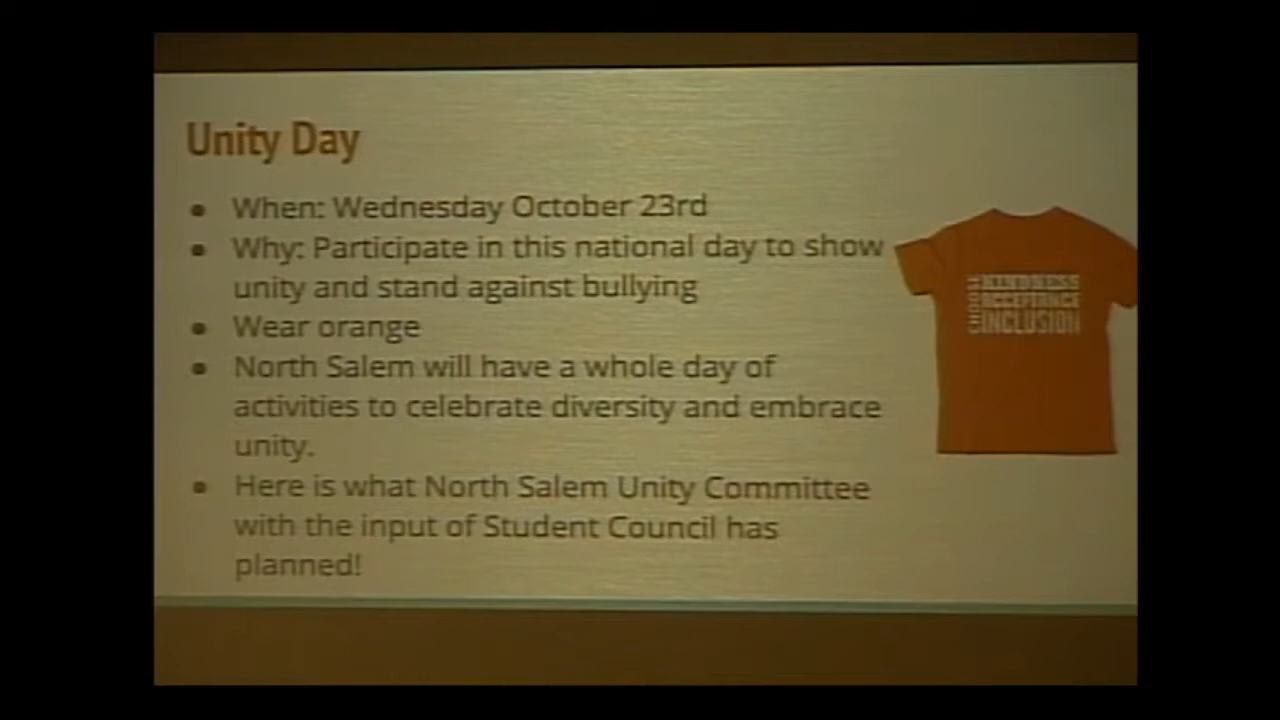 Unity Day
• When: Wednesday October 23rd
• Why: Participate in this national day to show
unity and stand against bullying
• Wear orange
• North Salem will have a whole day of
activities to celebrate diversity and embrace
unity.
• Here is what North Salem Unity Committee
with the input of Student Council has
planned!
CHOOSE
KINDNESS
ACCEPTANCE
INCLUSION